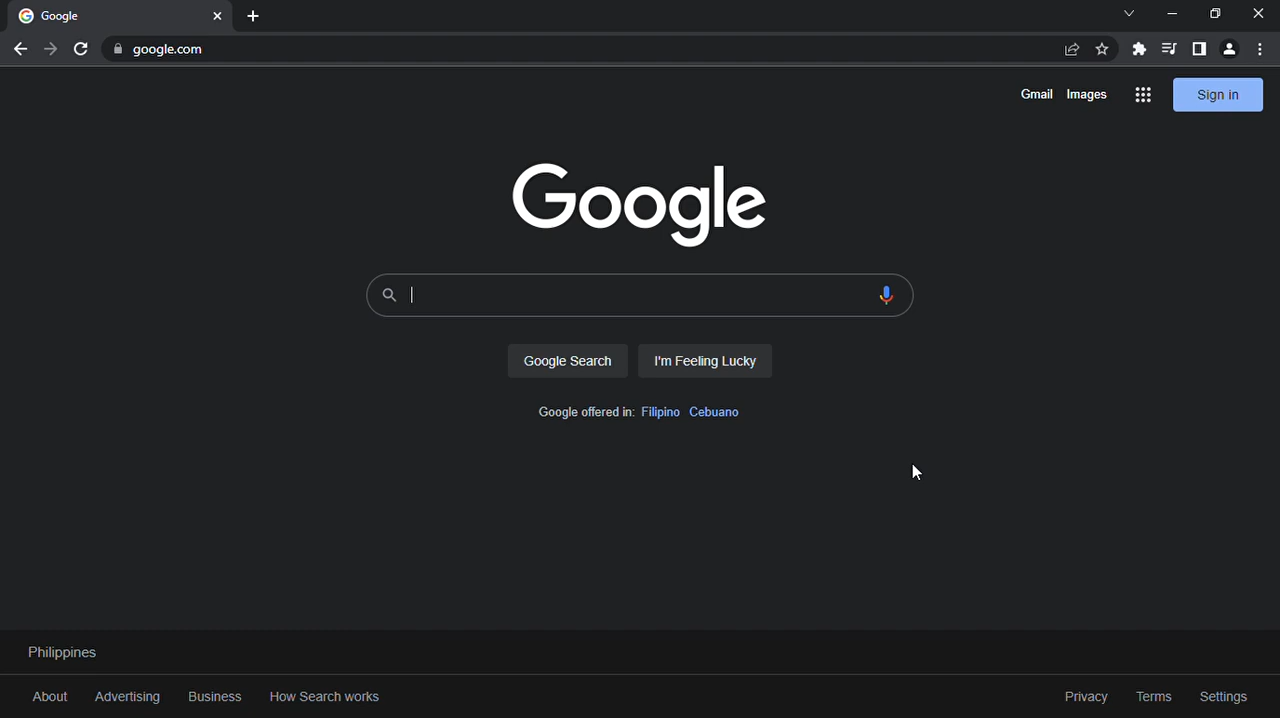 Google
google.com
Gmail Images
Sign in
Google
Google Search I'm Feeling Lucky
Google offered in: Filipino Cebuano
Philippines
About Advertising Business How Search works
Privacy Terms Settings